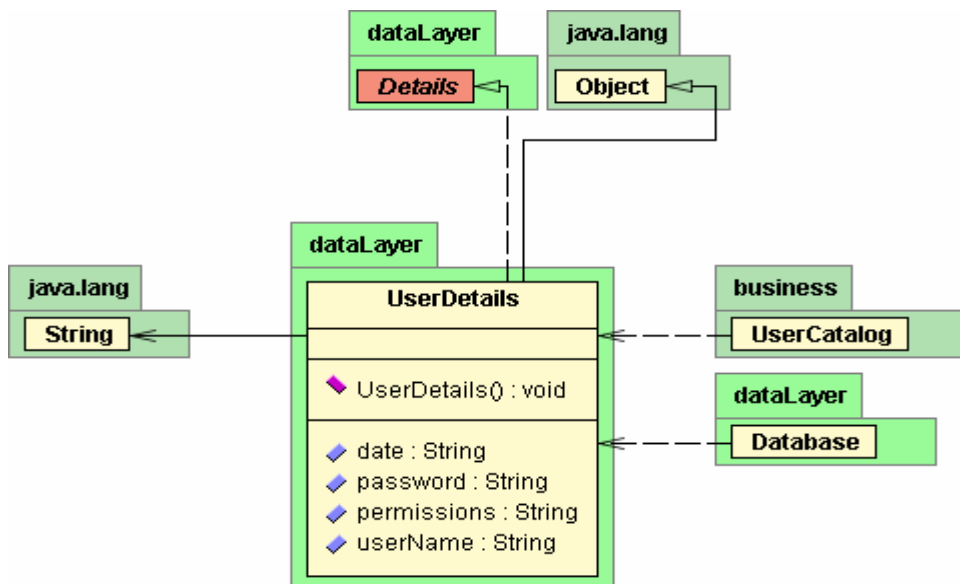 dataLayer
Details
java.lang
Object
dataLayer
UserDetails
UserDetails() : void
date : String
password : String
permissions : String
userName : String
java.lang
String
business
UserCatalog
dataLayer
Database